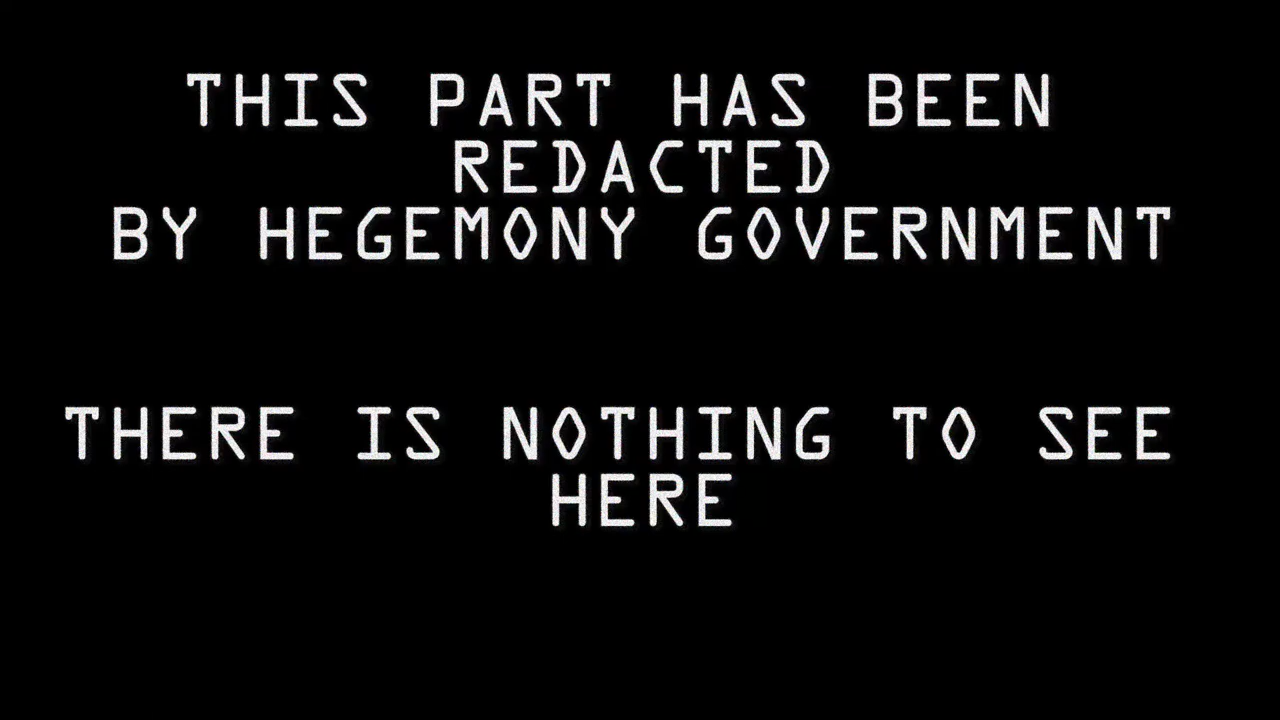 THIS PART HAS BEEN
REDACTED
BY HEGEMONY GOVERNMENT
THERE IS NOTHING TO SEE
HERE